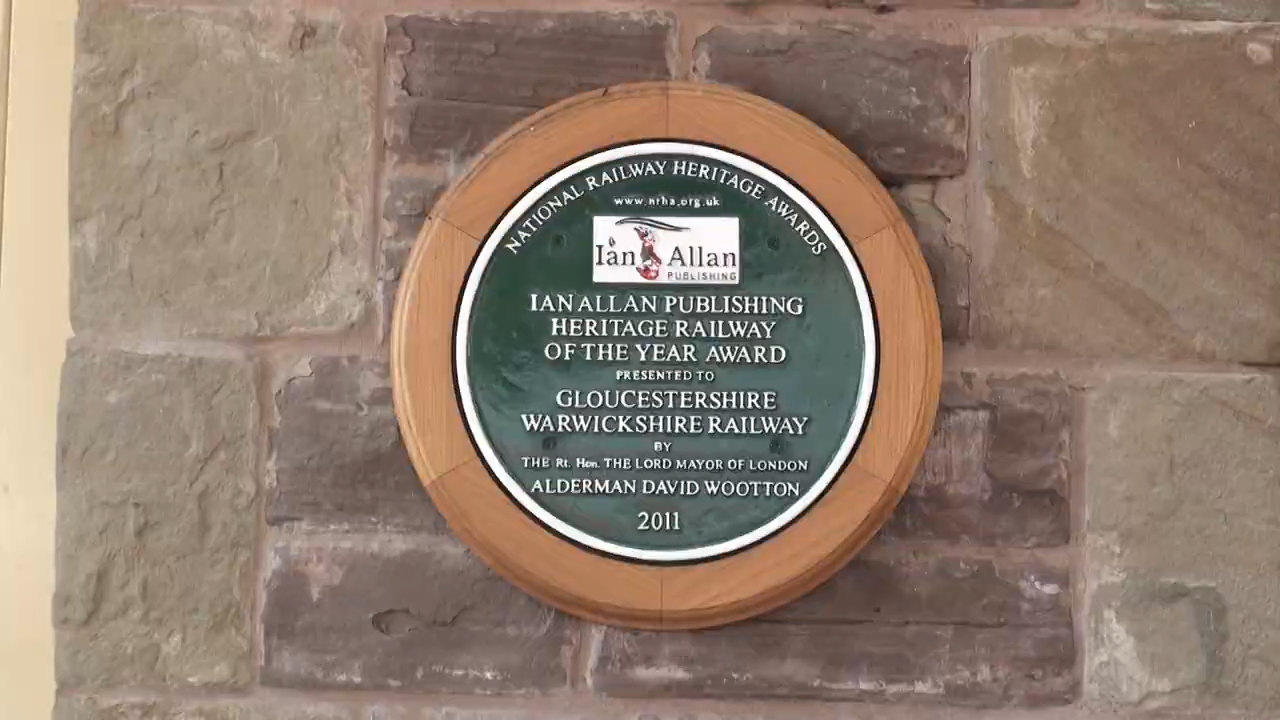 NATIONAL RAILWAY HERITAGE AWARDS
www.nrha.org.uk
Ian Allan
PUBLISHING
IAN ALLAN PUBLISHING
HERITAGE RAILWAY
OF THE YEAR AWARD
PRESENTED TO
GLOUCESTERSHIRE
WARWICKSHIRE RAILWAY
BY
THE Rt. Hon. THE LORD MAYOR OF LONDON
ALDERMAN DAVID WOOTTON
2011